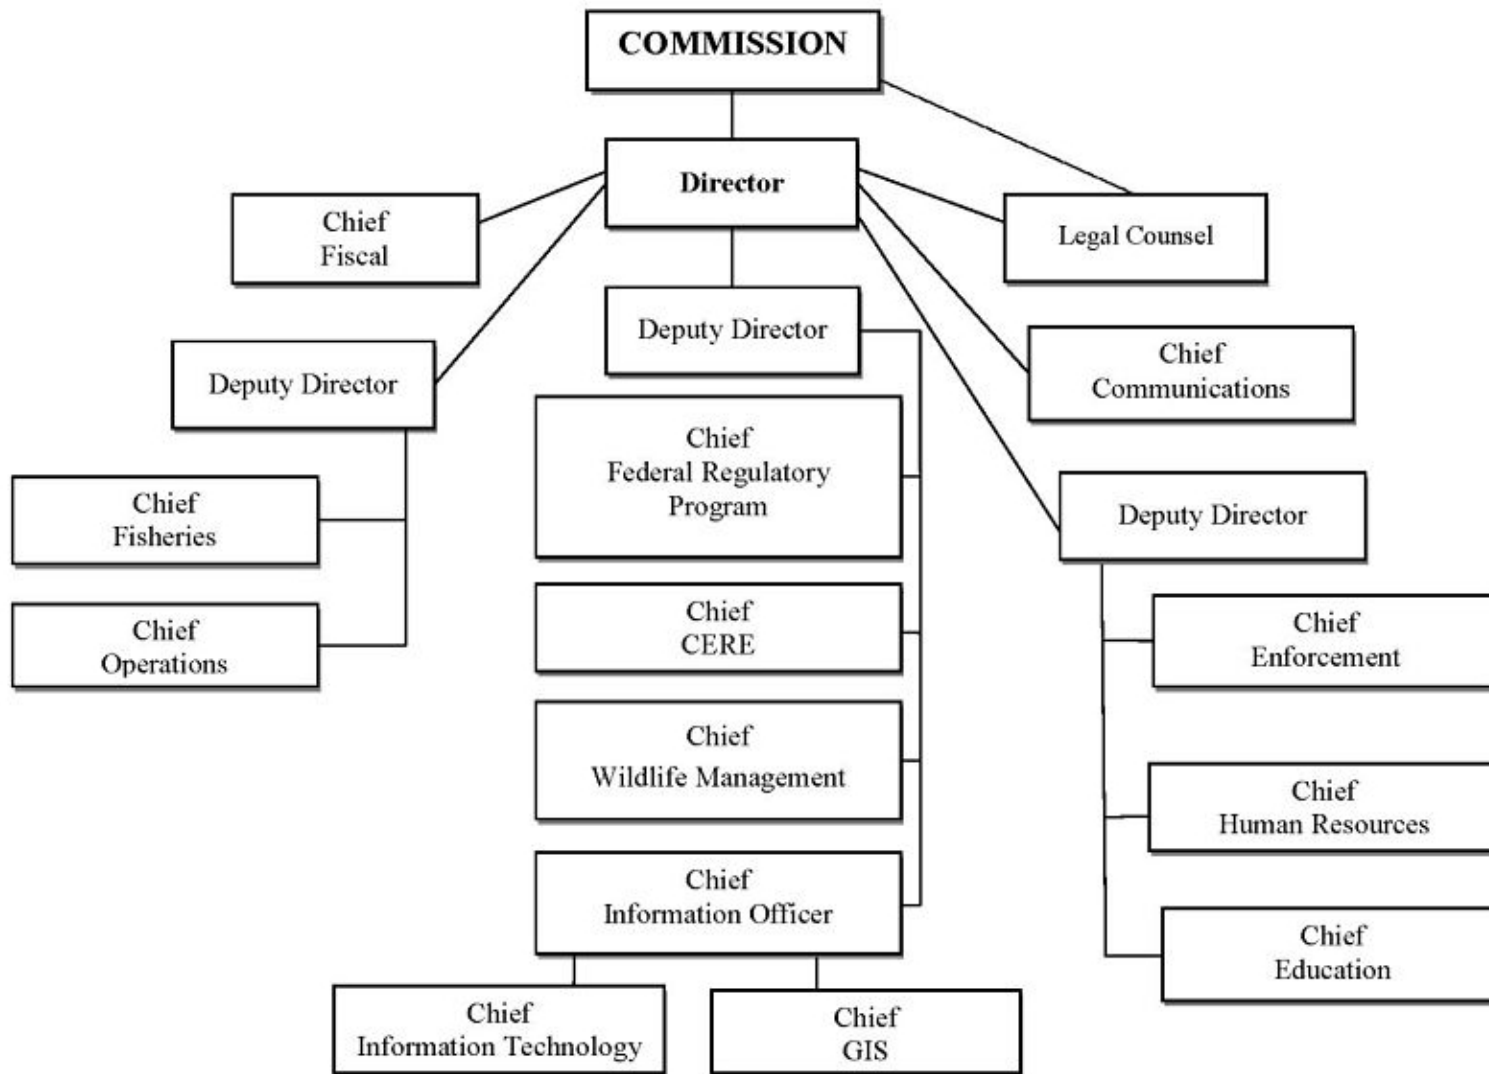 COMMISSION
Director
Chief
Fiscal
Legal Counsel
Deputy Director
Deputy Director
Chief
Communications
Chief
Federal Regulatory
Program
Chief
Fisheries
Deputy Director
Chief
Operations
Chief
CERE
Chief
Enforcement
Chief
Wildlife Management
Chief
Human Resources
Chief
Information Officer
Chief
Education
Chief
Information Technology
Chief
GIS